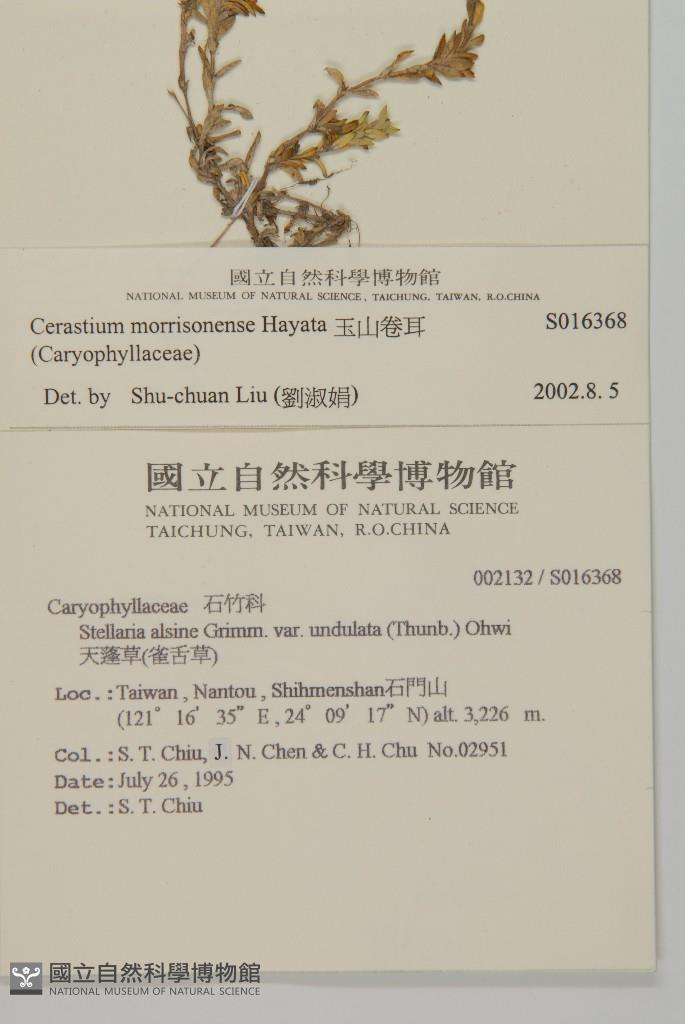 國立自然科學博物館
NATIONAL MUSEUM OF NATURAL SCIENCE, TAICHUNG, TAIWAN, R.O.CHINA
Cerastium morrisonense Hayata 玉山卷耳 S016368
(Caryophyllaceae)
Det. by Shu-chuan Liu (劉淑娟) 2002.8. 5
國立自然科學博物館
NATIONAL MUSEUM OF NATURAL SCIENCE
TAICHUNG, TAIWAN, R.O.CHINA
002132 / S016368
Caryophyllaceae 石竹科
Stellaria alsine Grimm. var. undulata (Thunb.) Ohwi
天蓬草(雀舌草)
Loc.:Taiwan , Nantou , Shihmenshan石門山
(121° 16′ 35” E , 24° 09′ 17” N) alt. 3,226 m.
Col.:S. T. Chiu, J. N. Chen & C. H. Chu No.02951
Date:July 26 , 1995
Det.:S. T. Chiu
國立自然科學博物館
NATIONAL MUSEUM OF NATURAL SCIENCE